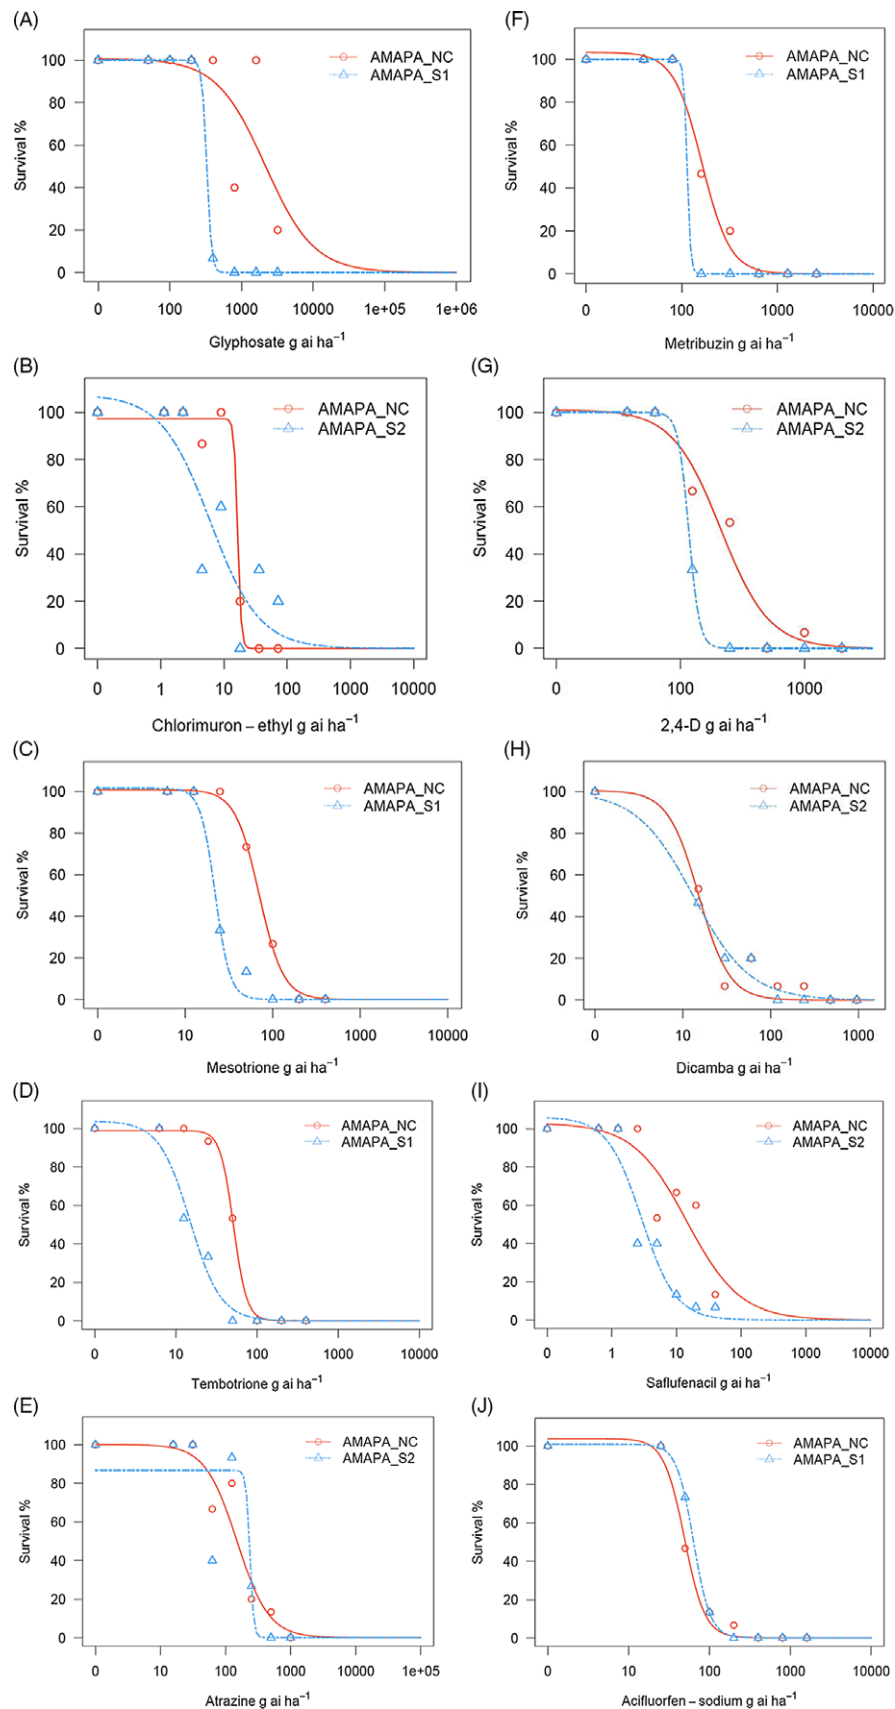 (A)
AMAPA_NC
AMAPA_S1
100
80
60
40
20
0
Survival %
0 100 1000 10000 1e+05 1e+06
Glyphosate g ai ha−1
(B)
AMAPA_NC
AMAPA_S2
100
80
60
40
20
0
Survival %
0 1 10 100 1000 10000
Chlorimuron – ethyl g ai ha−1
(C)
AMAPA_NC
AMAPA_S1
100
80
60
40
20
0
Survival %
0 10 100 1000 10000
Mesotrione g ai ha−1
(D)
AMAPA_NC
AMAPA_S1
100
80
60
40
20
0
Survival %
0 10 100 1000 10000
Tembotrione g ai ha−1
(E)
AMAPA_NC
AMAPA_S2
100
80
60
40
20
0
Survival %
0 10 100 1000 1e+05
Atrazine g ai ha−1
(F)
AMAPA_NC
AMAPA_S1
100
80
60
40
20
0
Survival %
0 100 1000 10000
Metribuzin g ai ha−1
(G)
AMAPA_NC
AMAPA_S2
100
80
60
40
20
0
Survival %
0 100 1000
2,4-D g ai ha−1
(H)
AMAPA_NC
AMAPA_S2
100
80
60
40
20
0
Survival %
0 10 100 1000
Dicamba g ai ha−1
(I)
AMAPA_NC
AMAPA_S2
100
80
60
40
20
0
Survival %
0 1 10 100 1000 10000
Saflufenacil g ai ha−1
(J)
AMAPA_NC
AMAPA_S1
100
80
60
40
20
0
Survival %
0 10 100 1000 10000
Acifluorfen – sodium g ai ha−1